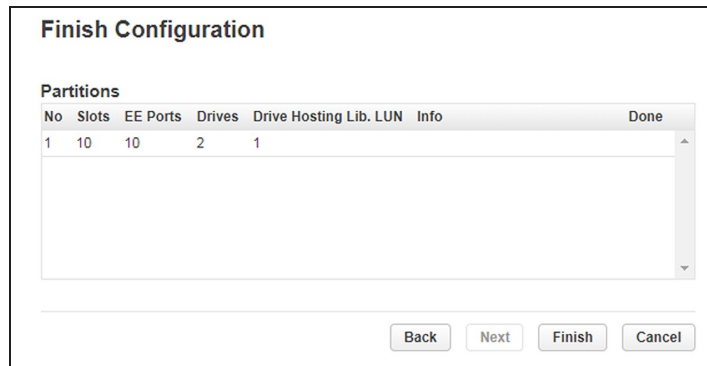 Finish Configuration
Partitions
No Slots EE Ports Drives Drive Hosting Lib. LUN Info Done
1 10 10 2 1
Back Next Finish Cancel